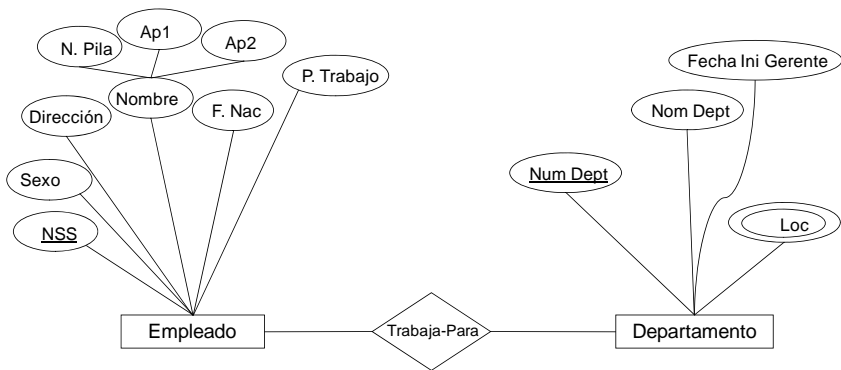 Ap1
N. Pila
Ap2
Fecha Ini Gerente
P. Trabajo
Nombre
F. Nac
Nom Dept
Dirección
Num Dept
Sexo
Loc
NSS
Empleado
Trabaja-Para
Departamento